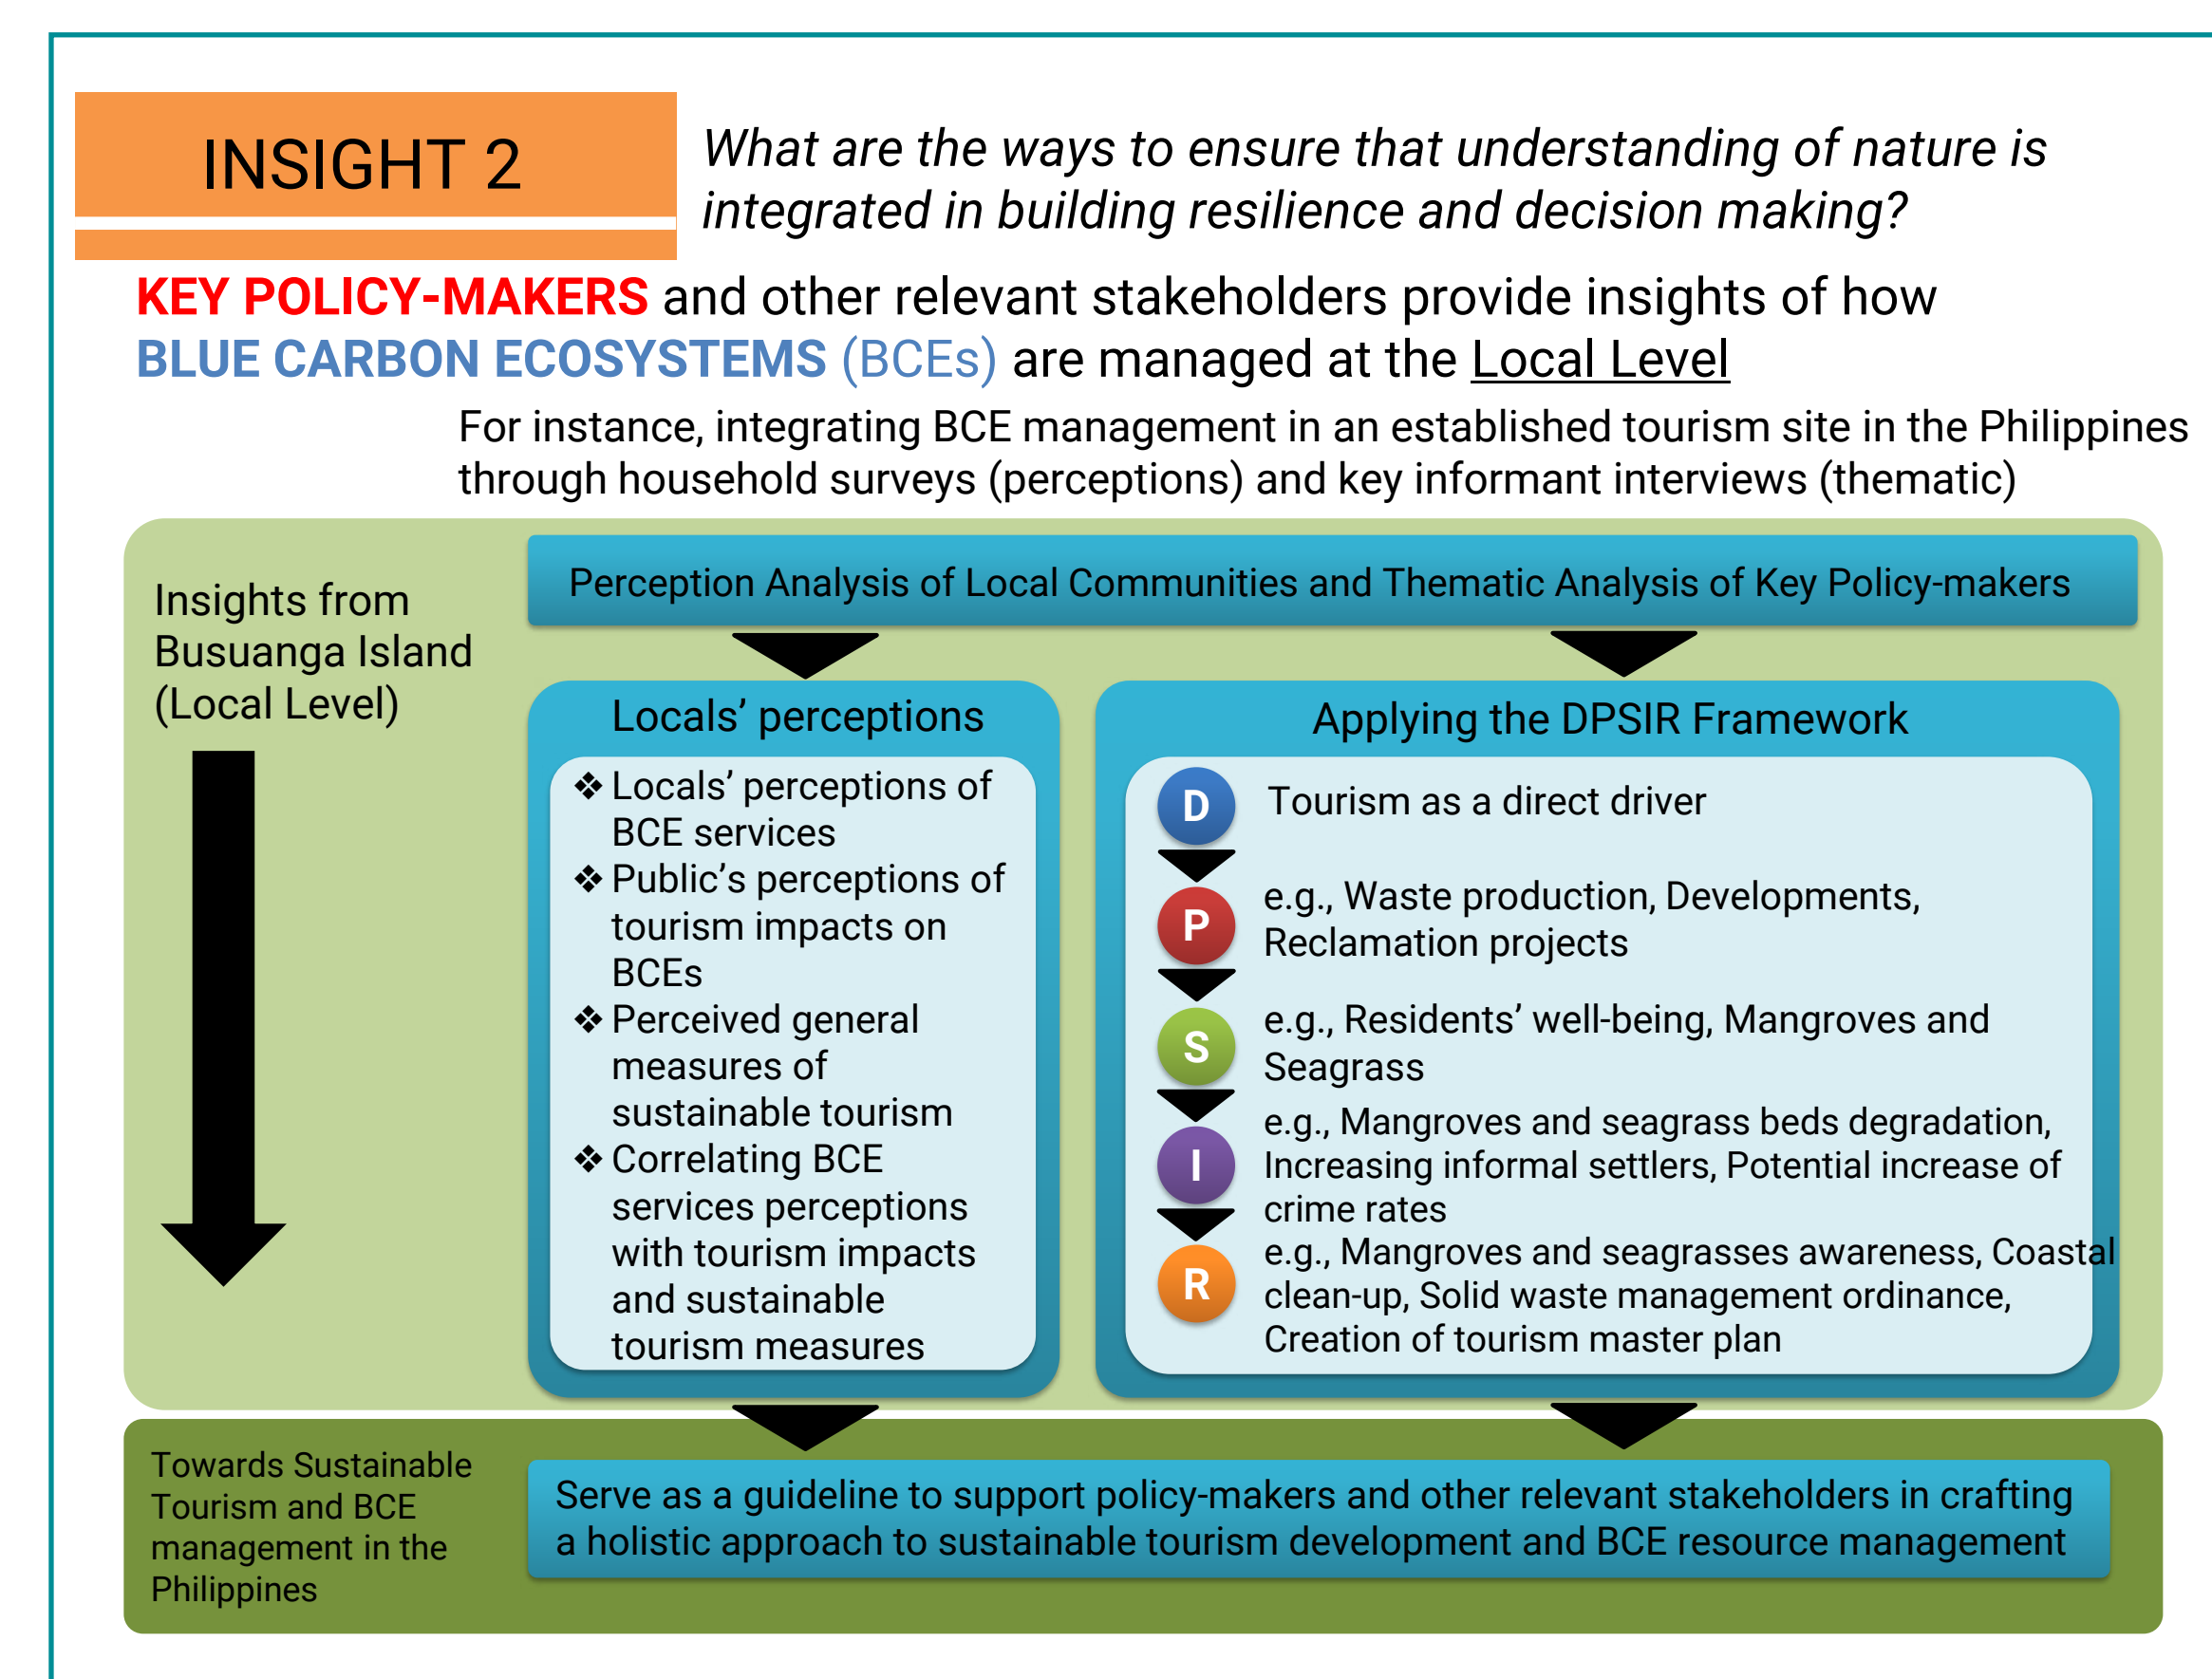 INSIGHT 2
What are the ways to ensure that understanding of nature is
integrated in building resilience and decision making?
KEY POLICY-MAKERS and other relevant stakeholders provide insights of how
BLUE CARBON ECOSYSTEMS (BCEs) are managed at the Local Level
For instance, integrating BCE management in an established tourism site in the Philippines
through household surveys (perceptions) and key informant interviews (thematic)
Insights from
Busuanga Island
(Local Level)
Perception Analysis of Local Communities and Thematic Analysis of Key Policy-makers
Locals’ perceptions
❖ Locals’ perceptions of
BCE services
❖ Public’s perceptions of
tourism impacts on
BCEs
❖ Perceived general
measures of
sustainable tourism
❖ Correlating BCE
services perceptions
with tourism impacts
and sustainable
tourism measures
Applying the DPSIR Framework
D Tourism as a direct driver
P e.g., Waste production, Developments,
Reclamation projects
S e.g., Residents’ well-being, Mangroves and
Seagrass
I e.g., Mangroves and seagrass beds degradation,
Increasing informal settlers, Potential increase of
crime rates
R e.g., Mangroves and seagrasses awareness, Coastal
clean-up, Solid waste management ordinance,
Creation of tourism master plan
Towards Sustainable
Tourism and BCE
management in the
Philippines
Serve as a guideline to support policy-makers and other relevant stakeholders in crafting
a holistic approach to sustainable tourism development and BCE resource management